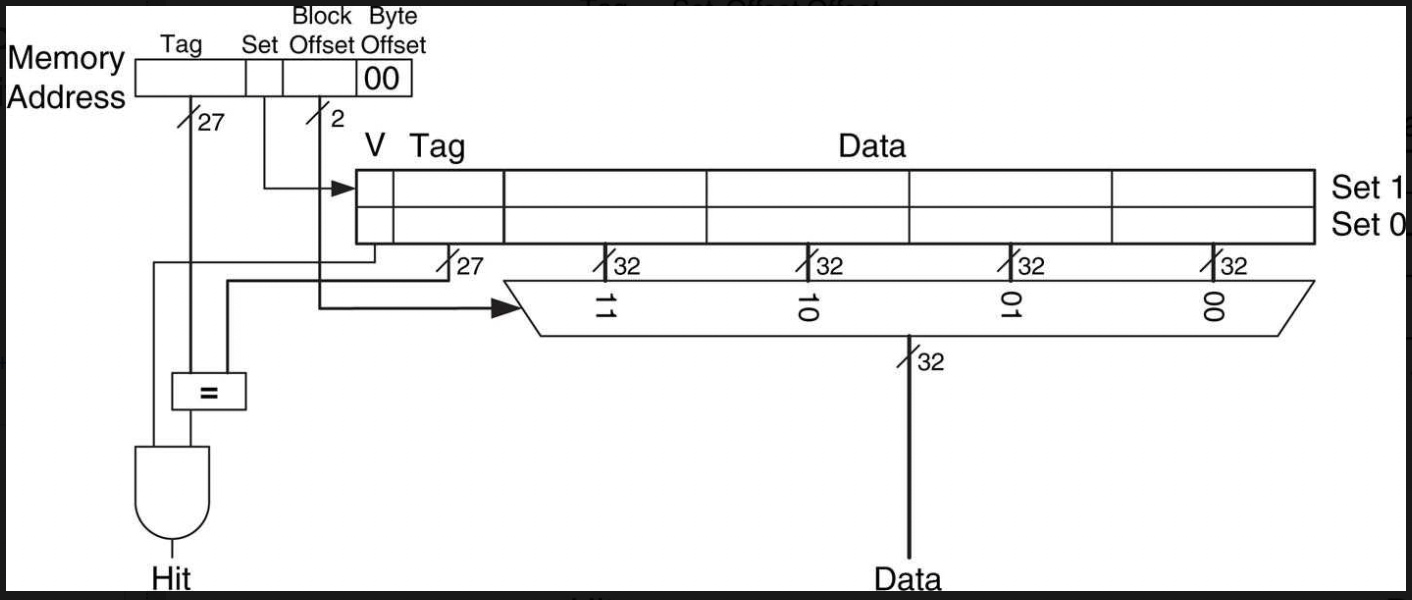 Block Byte
Tag Set Offset Offset
Memory
Address
00
27
2
V Tag Data
Set 1
Set 0
27 32 32 32 32
11 10 01 00
32
=
Hit
Data